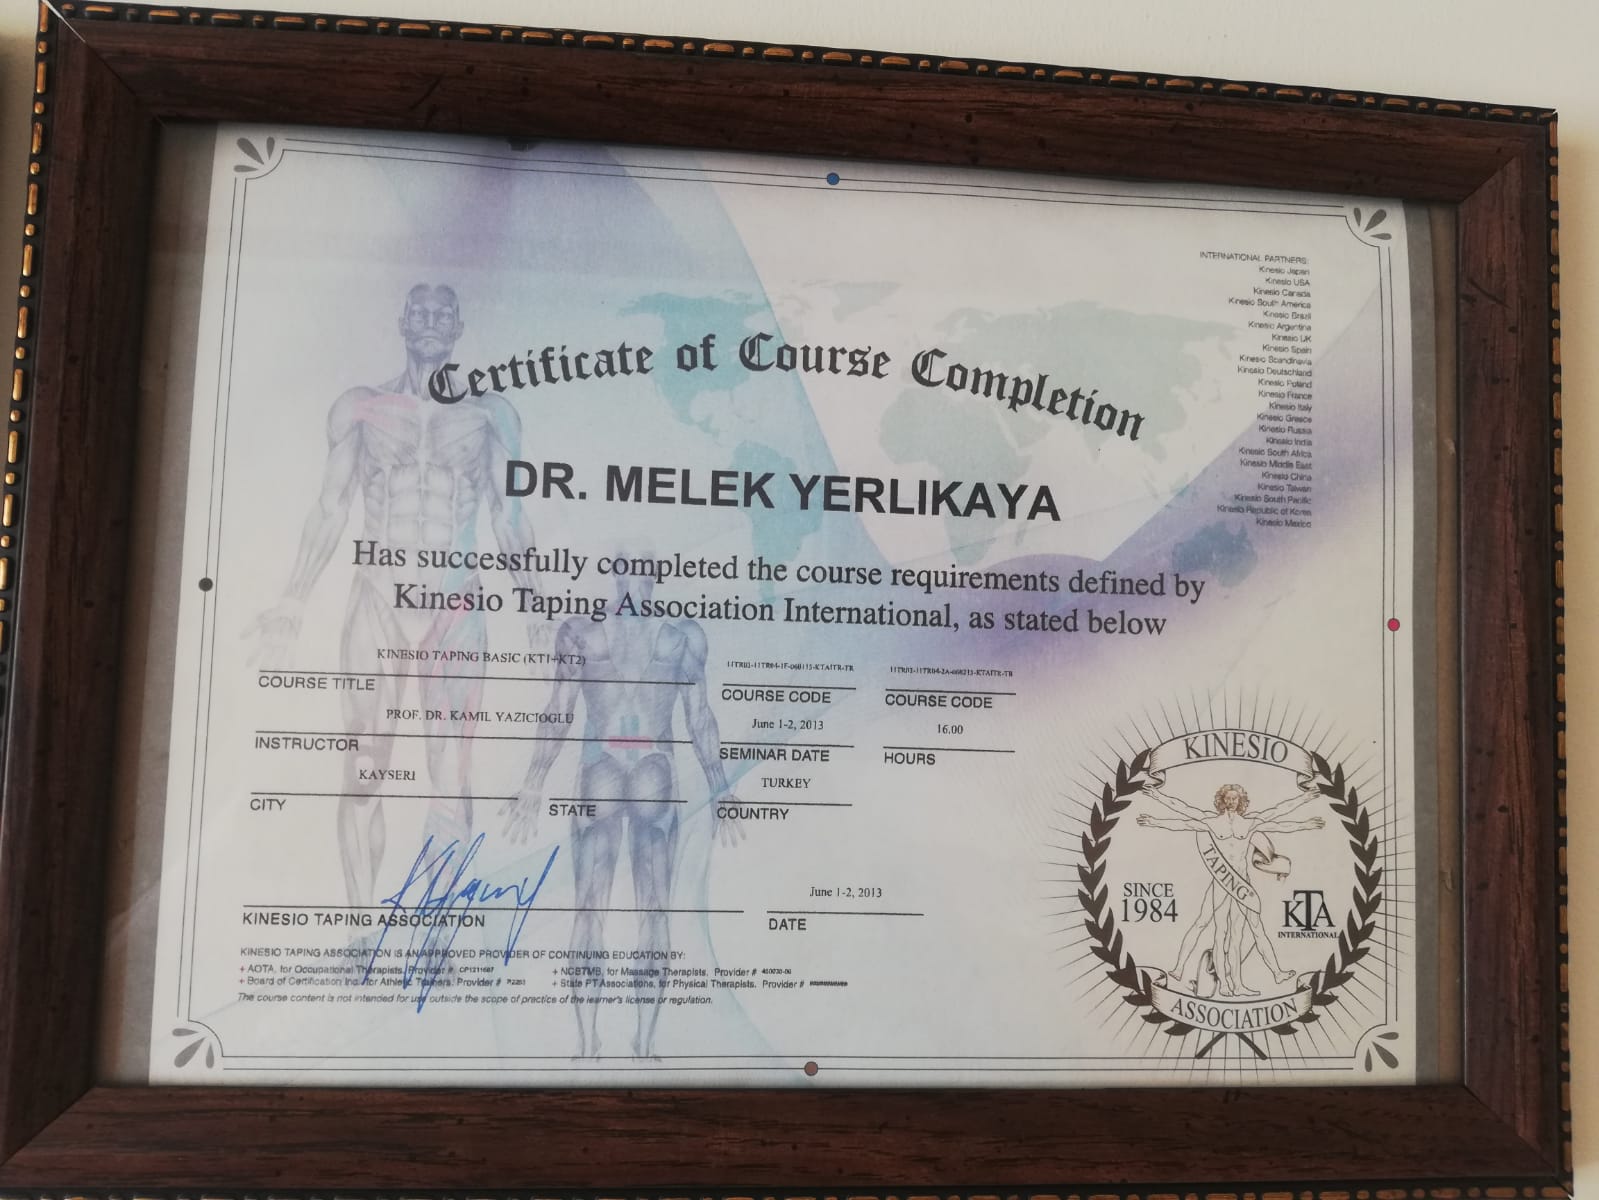 INTERNATIONAL PARTNERS:
Kinesio Japan
Kinesio USA
Kinesio Canada
Kinesio South America
Kinesio Brazil
Kinesio Argentina
Kinesio UK
Kinesio Spain
Kinesio Scandinavia
Kinesio Deutschland
Kinesio Poland
Kinesio France
Kinesio Italy
Kinesio Greece
Kinesio Russia
Kinesio India
Kinesio South Africa
Kinesio Middle East
Kinesio China
Kinesio Taiwan
Kinesio South Pacific
Kinesio Republic of Korea
Kinesio Mexico
Certificate of Course Completion
DR. MELEK YERLIKAYA
Has successfully completed the course requirements defined by
Kinesio Taping Association International, as stated below
KINESIO TAPING BASIC (KT1+KT2)
COURSE TITLE
COURSE CODE
COURSE CODE
PROF. DR. KAMIL YAZICIOGLU
June 1-2, 2013
16.00
INSTRUCTOR
SEMINAR DATE
HOURS
KAYSERI
TURKEY
CITY
STATE
COUNTRY
June 1-2, 2013
KINESIO TAPING ASSOCIATION
DATE
KINESIO TAPING ASSOCIATION IS AN APPROVED PROVIDER OF CONTINUING EDUCATION BY:
+ AOTA, for Occupational Therapists. Provider #
+ NCBTMB, for Massage Therapists. Provider #
+ Board of Certification Inc. for Athletic Trainers. Provider #
+ State PT Associations, for Physical Therapists. Provider #
The course content is not intended for use outside the scope of practice of the learner's license or regulation.
KINESIO
TAPING®
SINCE
1984
KTA
INTERNATIONAL
ASSOCIATION